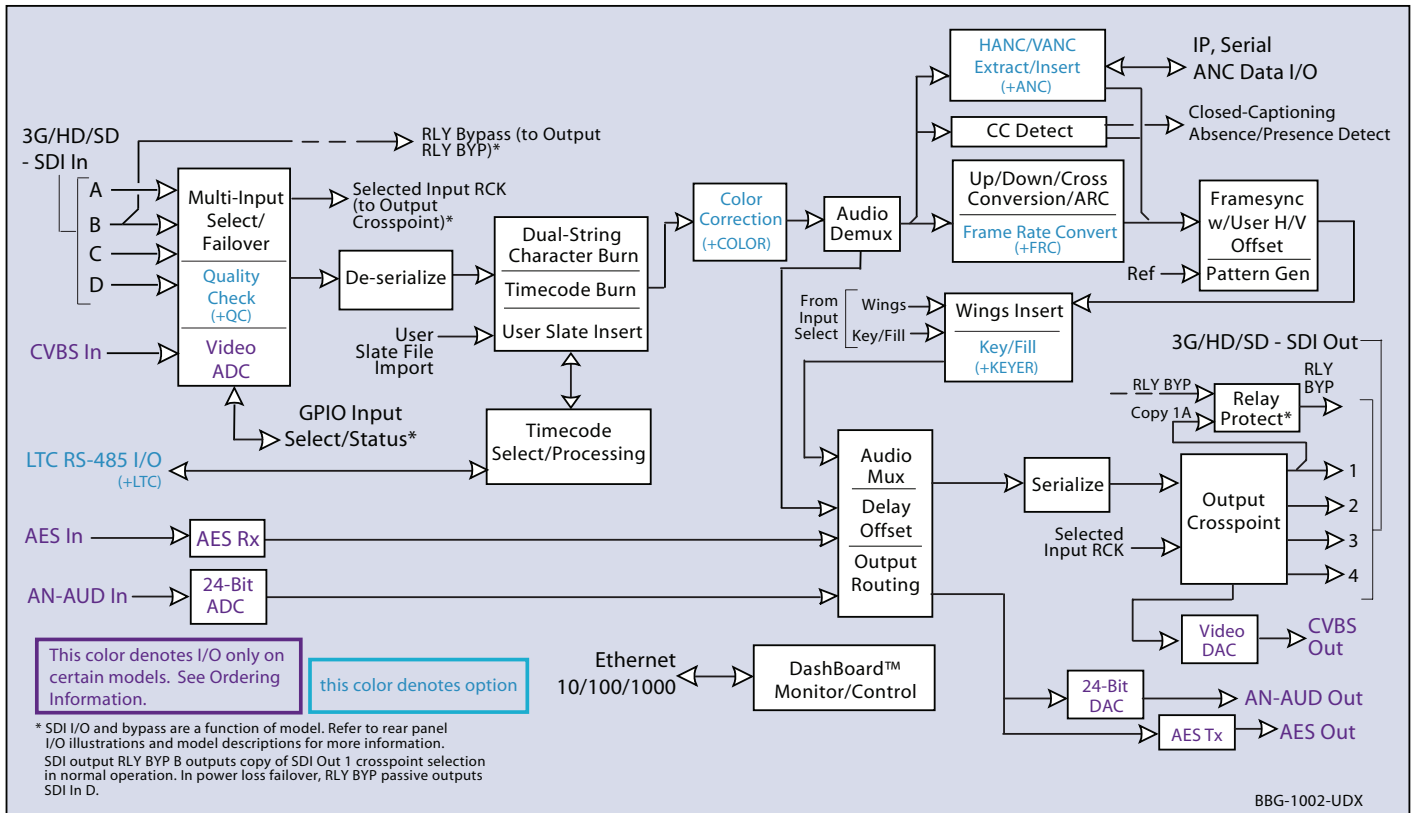 HANC/VANC
Extract/Insert
(+ANC)
IP, Serial
ANC Data I/O
CC Detect
Closed-Captioning
Absence/Presence Detect
3G/HD/SD
- SDI In
RLY Bypass (to Output
RLY BYP)*
A
B
C
D
Multi-Input
Select/
Failover
Quality
Check
(+QC)
Video
ADC
Selected Input RCK
(to Output
Crosspoint)*
CVBS In
De-serialize
Dual-String
Character Burn
Timecode Burn
User Slate Insert
User
Slate File
Import
Color
Correction
(+COLOR)
Audio
Demux
Up/Down/Cross
Conversion/ARC
Frame Rate Convert
(+FRC)
Framesync
w/User H/V
Offset
Pattern Gen
Ref
From
Input
Select
Wings
Key/Fill
Wings Insert
Key/Fill
(+KEYER)
GPIO Input
Select/Status*
Timecode
Select/Processing
LTC RS-485 I/O
(+LTC)
3G/HD/SD - SDI Out
RLY BYP
Copy 1A
Relay
Protect*
RLY
BYP
AES In
AES Rx
AN-AUD In
24-Bit
ADC
Audio
Mux
Delay
Offset
Output
Routing
Serialize
Selected
Input RCK
Output
Crosspoint
1
2
3
4
Video
DAC
CVBS
Out
24-Bit
DAC
AN-AUD Out
AES Tx
AES Out
Ethernet
10/100/1000
DashBoard™
Monitor/Control
This color denotes I/O only on
certain models. See Ordering
Information.
this color denotes option
* SDI I/O and bypass are a function of model. Refer to rear panel
I/O illustrations and model descriptions for more information.
SDI output RLY BYP B outputs copy of SDI Out 1 crosspoint selection
in normal operation. In power loss failover, RLY BYP passive outputs
SDI In D.
BBG-1002-UDX